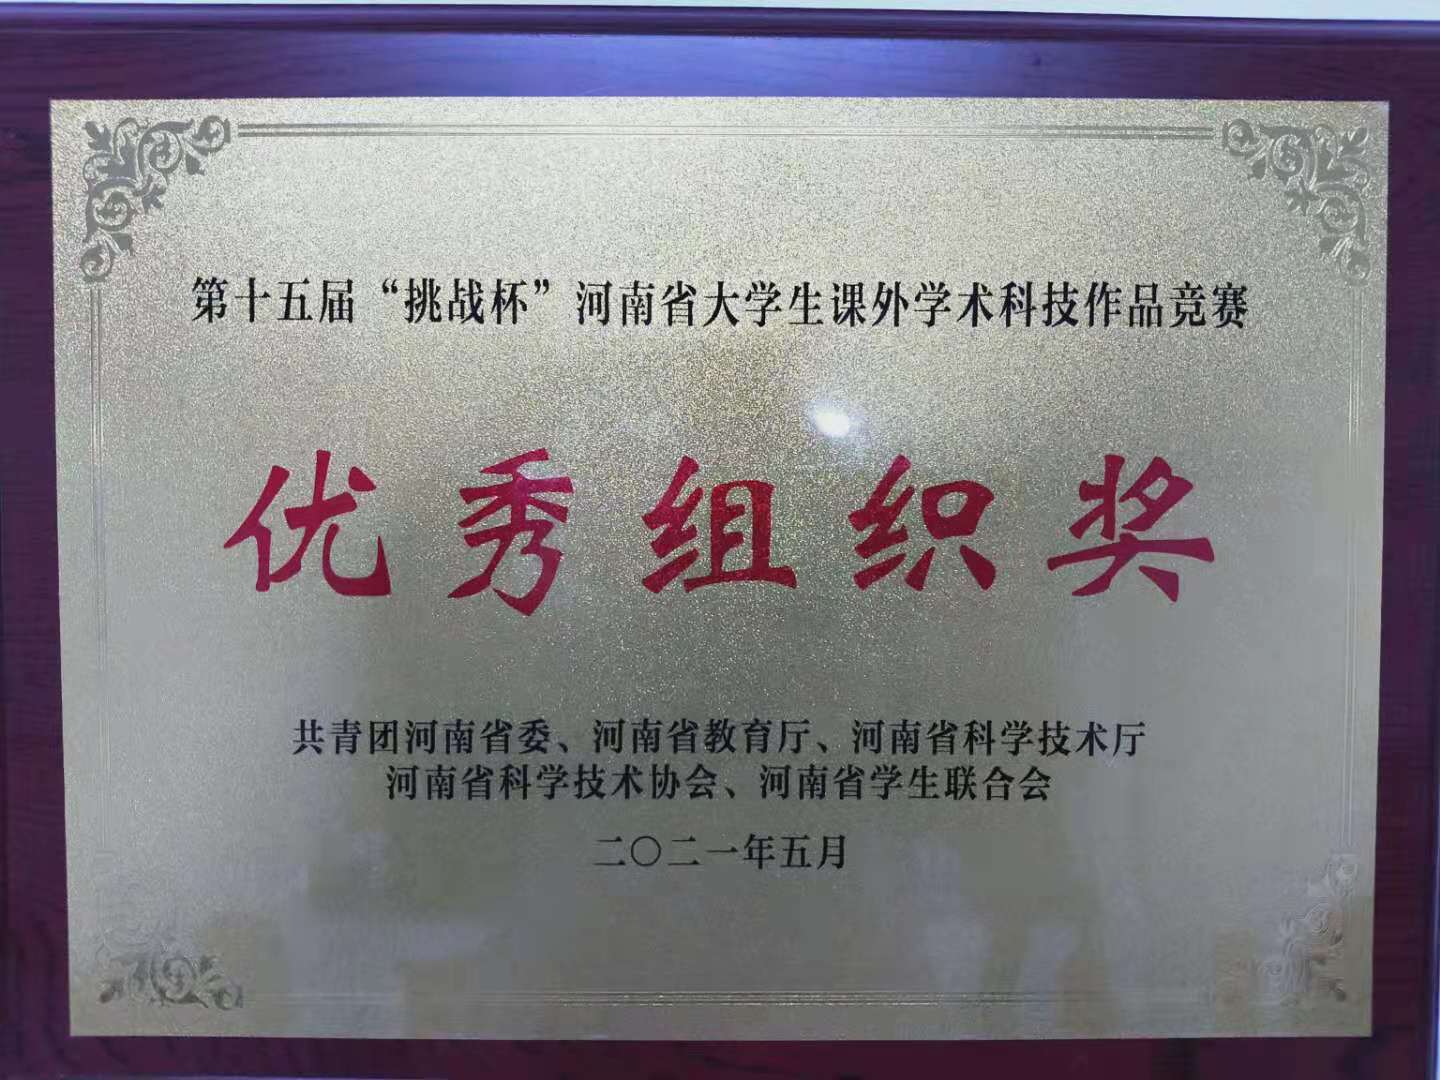 第十五届“挑战杯”河南省大学生课外学术科技作品竞赛
优秀组织奖
共青团河南省委、河南省教育厅、河南省科学技术厅
河南省科学技术协会、河南省学生联合会
二〇二一年五月